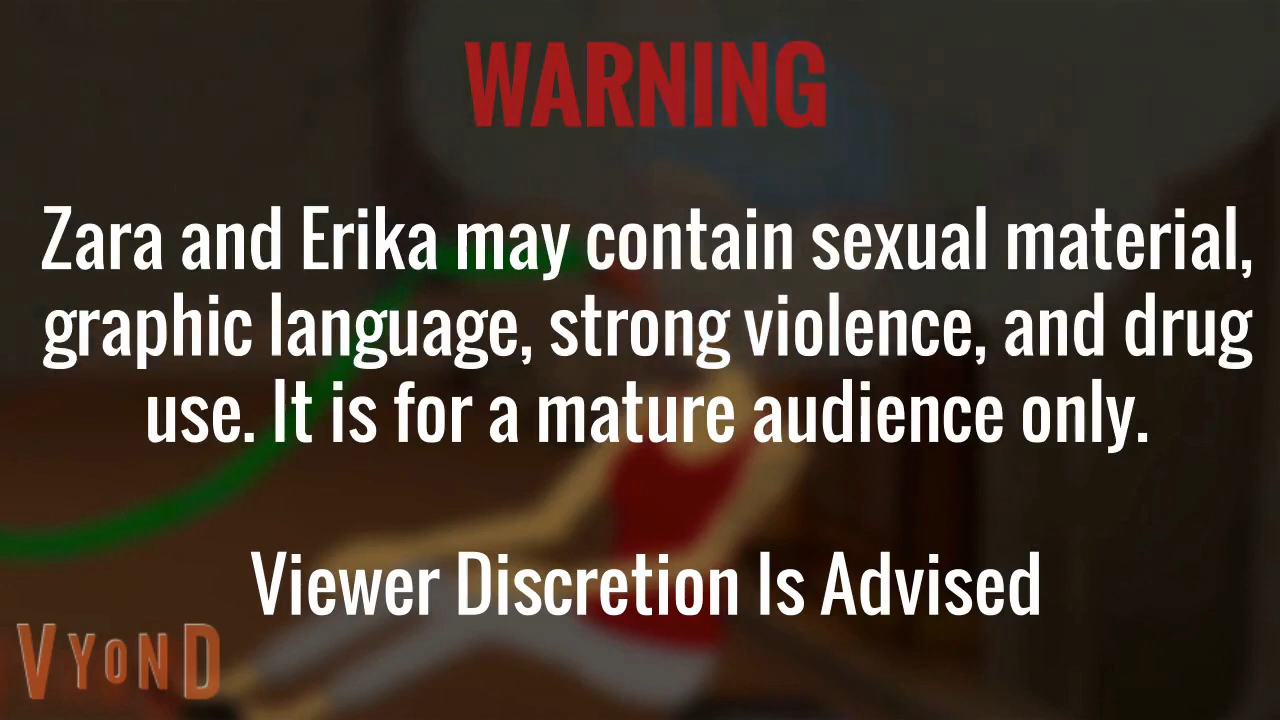 WARNING
Zara and Erika may contain sexual material,
graphic language, strong violence, and drug
use. It is for a mature audience only.
Viewer Discretion Is Advised
VYOND